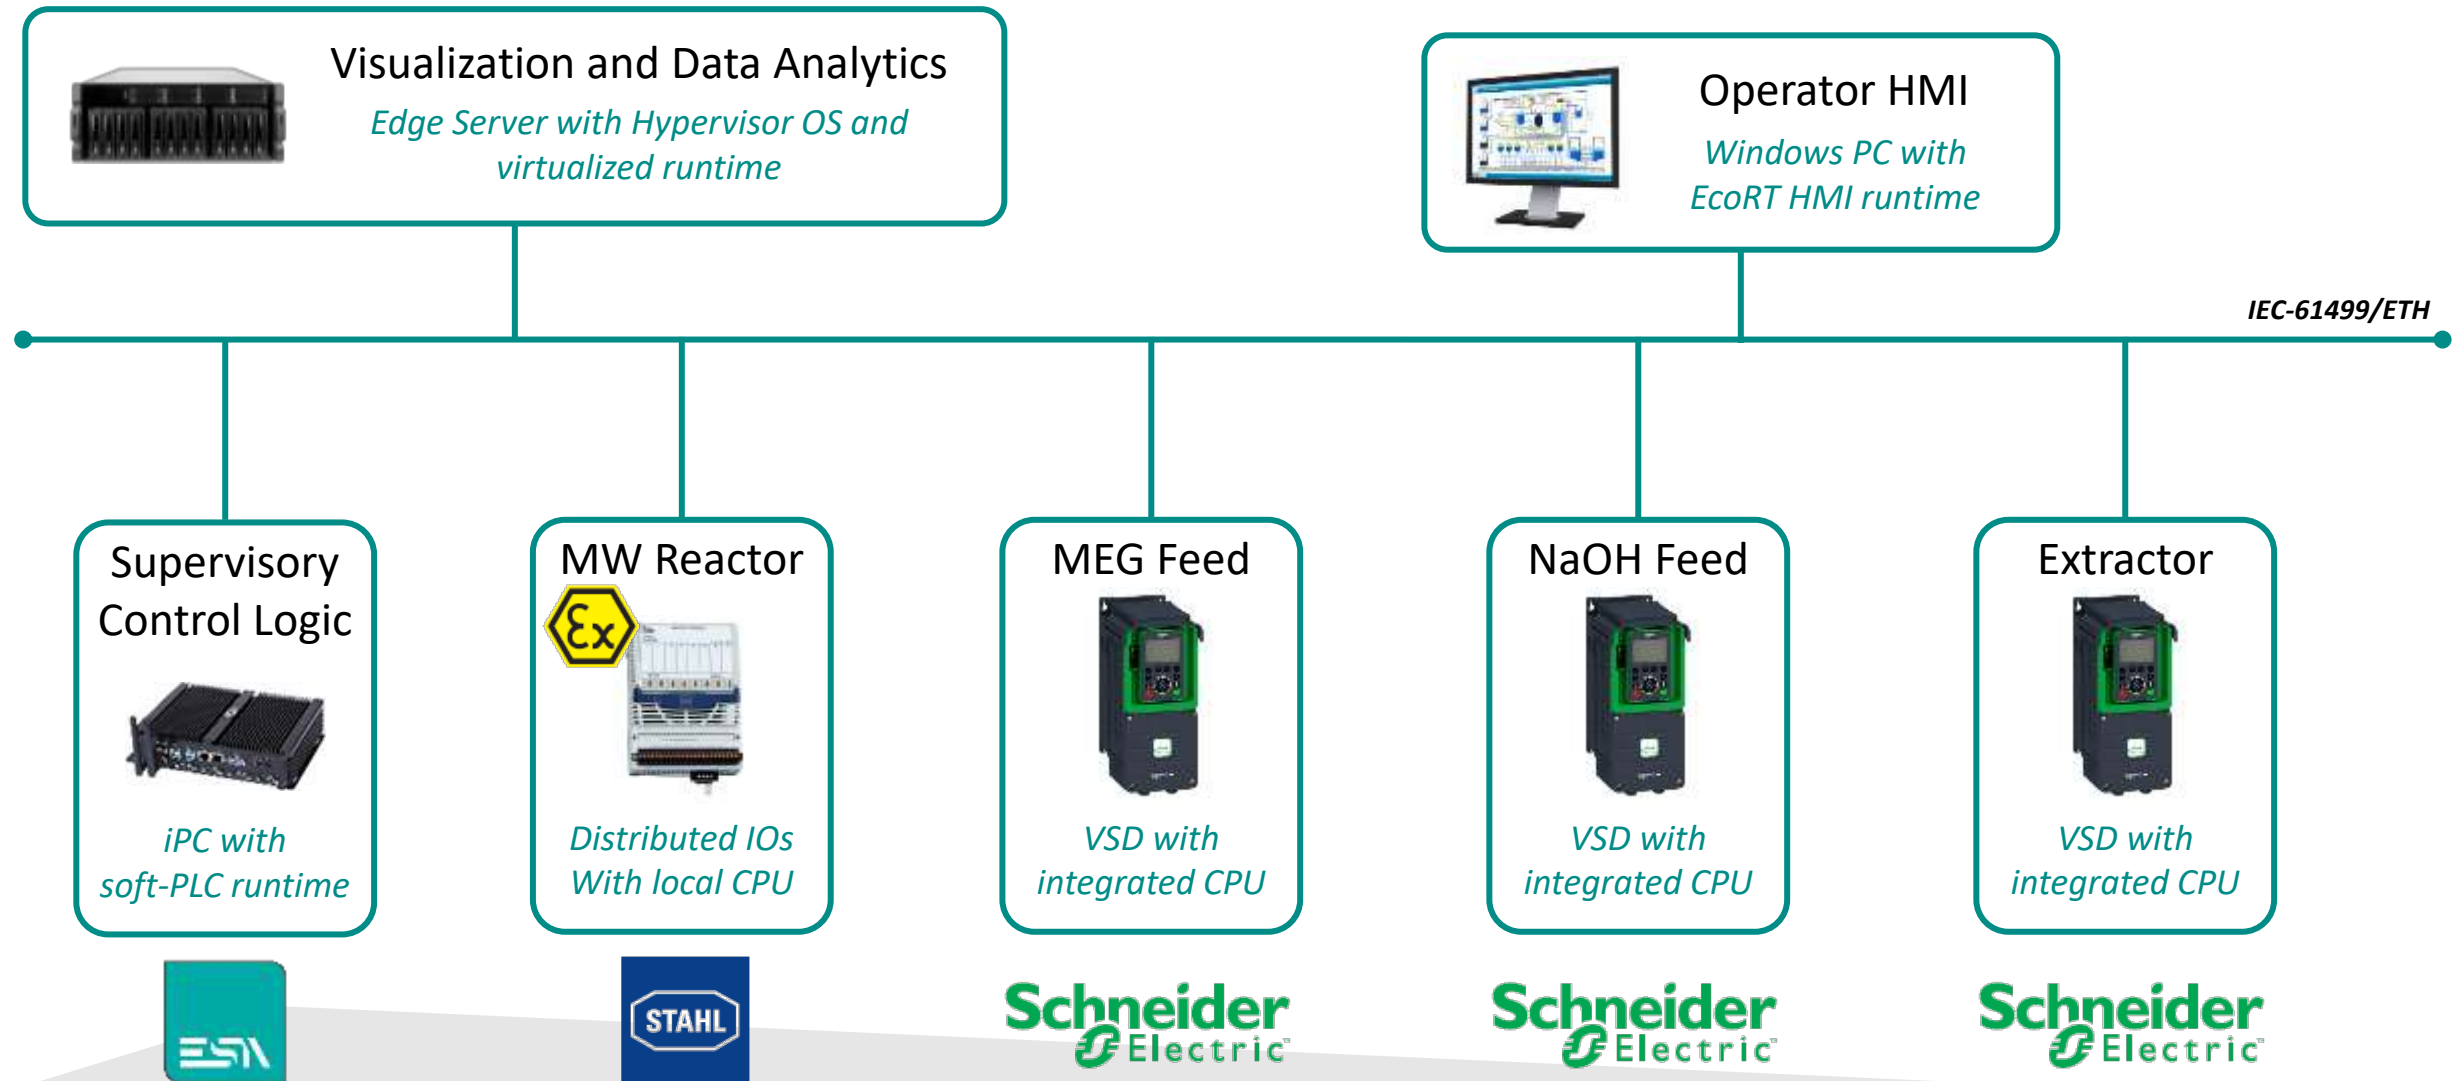 Visualization and Data Analytics
Edge Server with Hypervisor OS and
virtualized runtime
Operator HMI
Windows PC with
EcoRT HMI runtime
IEC-61499/ETH
Supervisory
Control Logic
iPC with
soft-PLC runtime
MW Reactor
Ex
Distributed IOs
With local CPU
MEG Feed
VSD with
integrated CPU
NaOH Feed
VSD with
integrated CPU
Extractor
VSD with
integrated CPU
ESA
STAHL
Schneider
Electric
Schneider
Electric
Schneider
Electric